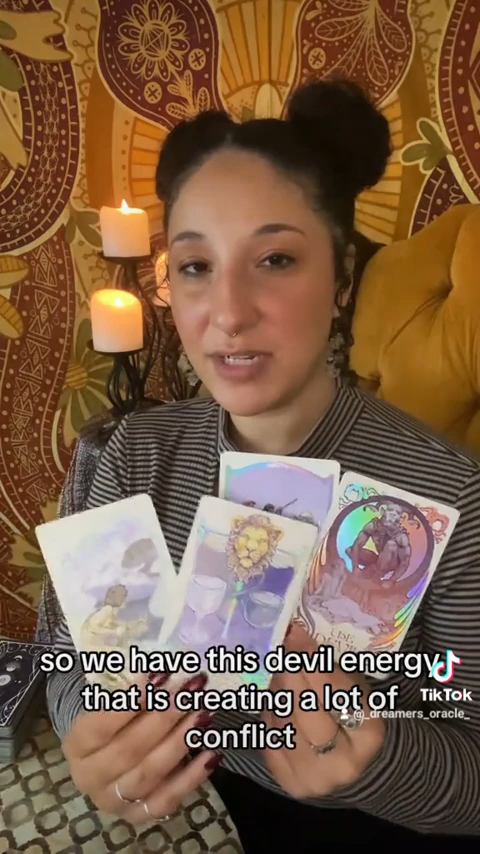 so we have this devil energy
that is creating a lot of
conflict
TikTok
@_dreamers_oracle_